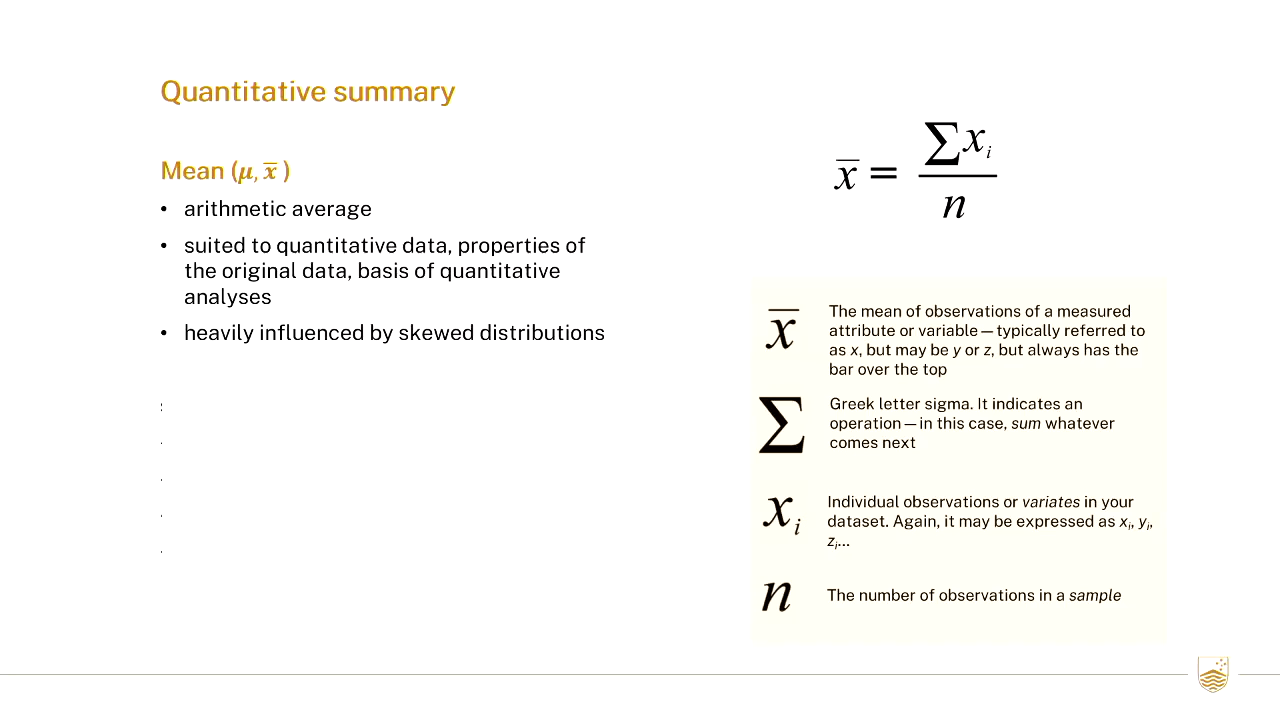 Quantitative summary
Mean (μ, x̄ )
• arithmetic average
• suited to quantitative data, properties of
the original data, basis of quantitative
analyses
• heavily influenced by skewed distributions
x̄ = ∑xᵢ / n
x̄ The mean of observations of a measured
attribute or variable—typically referred to
as x, but may be y or z, but always has the
bar over the top
∑ Greek letter sigma. It indicates an
operation—in this case, sum whatever
comes next
xᵢ Individual observations or variates in your
dataset. Again, it may be expressed as xᵢ, yᵢ,
zᵢ...
n The number of observations in a sample